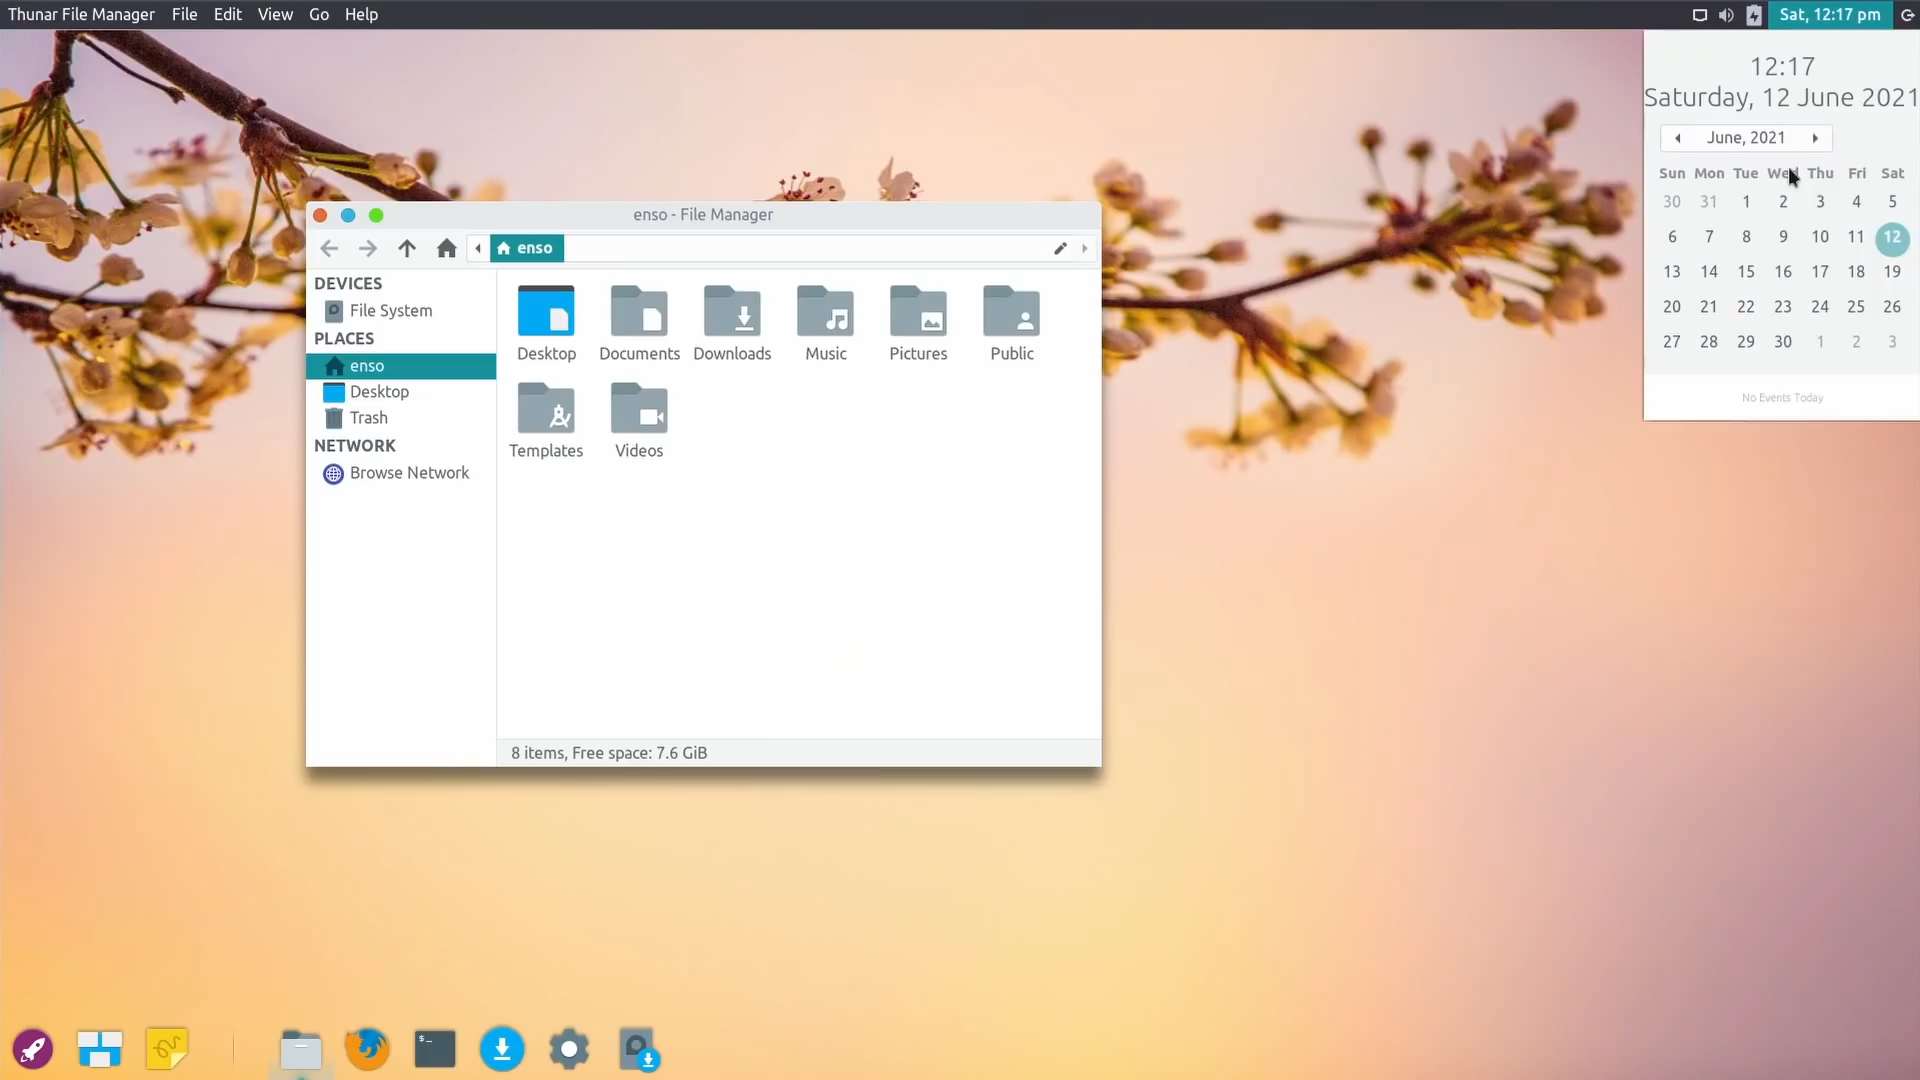 Thunar File Manager File Edit View Go Help
Sat, 12:17 pm
12:17
Saturday, 12 June 2021
June, 2021
Sun Mon Tue Wed Thu Fri Sat
30 31 1 2 3 4 5
6 7 8 9 10 11 12
13 14 15 16 17 18 19
20 21 22 23 24 25 26
27 28 29 30 1 2 3
No Events Today
enso - File Manager
enso
DEVICES
File System
PLACES
enso
Desktop
Trash
NETWORK
Browse Network
Desktop Documents Downloads Music Pictures Public
Templates Videos
8 items, Free space: 7.6 GiB
$_